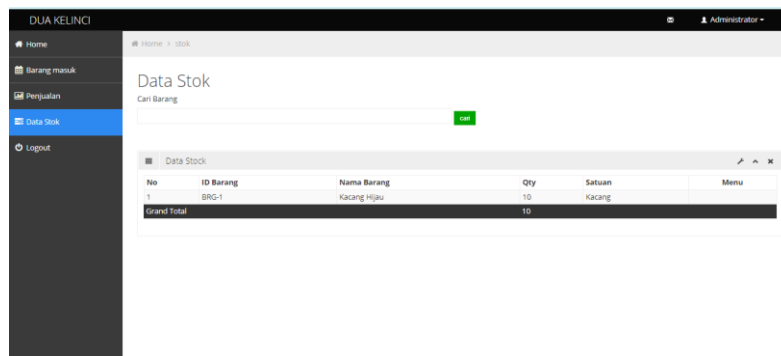 DUA KELINCI
Administrator
Home
Barang masuk
Penjualan
Data Stok
Logout
Home > stok
Data Stok
Cari Barang
cari
Data Stock
No ID Barang Nama Barang Qty Satuan Menu
1 BRG-1 Kacang Hijau 10 Kacang
Grand Total 10